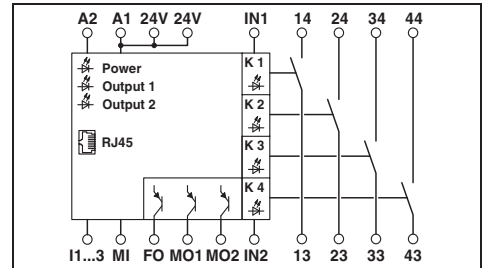 A2 A1 24V 24V IN1 14 24 34 44
Power K 1
Output 1
Output 2 K 2
RJ45 K 3
K 4
I1...3 MI FO MO1 MO2 IN2 13 23 33 43